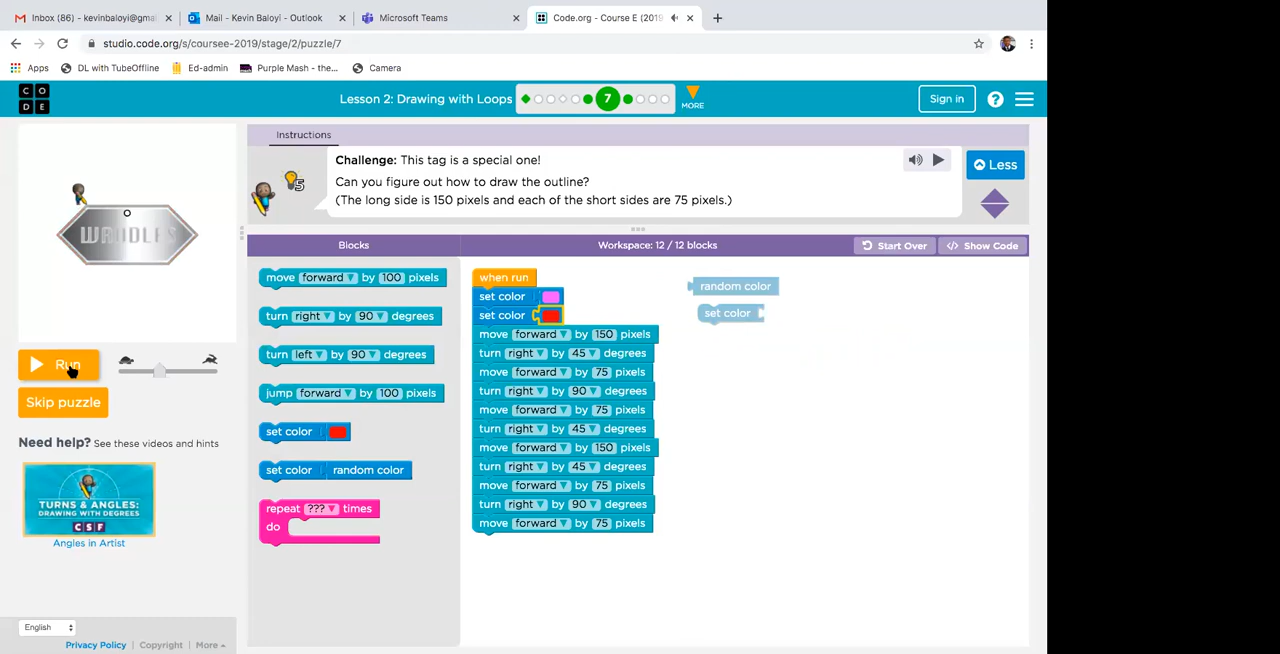 Inbox (86) - kevinbaloyi@gma
Mail - Kevin Baloyi - Outlook
Microsoft Teams
Code.org - Course E (2019
studio.code.org/s/coursee-2019/stage/2/puzzle/7
Apps
DL with TubeOffline
Ed-admin
Purple Mash - the...
Camera
CODE
Lesson 2: Drawing with Loops
7
MORE
Sign in
Instructions
Challenge: This tag is a special one!
Can you figure out how to draw the outline?
(The long side is 150 pixels and each of the short sides are 75 pixels.)
5
Less
WAGGLES
Blocks
Workspace: 12 / 12 blocks
Start Over
</> Show Code
Run
Skip puzzle
Need help? See these videos and hints
TURNS & ANGLES:
DRAWING WITH DEGREES
CSF
Angles in Artist
English
Privacy Policy | Copyright | More
move forward by 100 pixels
turn right by 90 degrees
turn left by 90 degrees
jump forward by 100 pixels
set color
set color random color
repeat ??? times
do
when run
set color
set color
move forward by 150 pixels
turn right by 45 degrees
move forward by 75 pixels
turn right by 90 degrees
move forward by 75 pixels
turn right by 45 degrees
move forward by 150 pixels
turn right by 45 degrees
move forward by 75 pixels
turn right by 90 degrees
move forward by 75 pixels
random color
set color